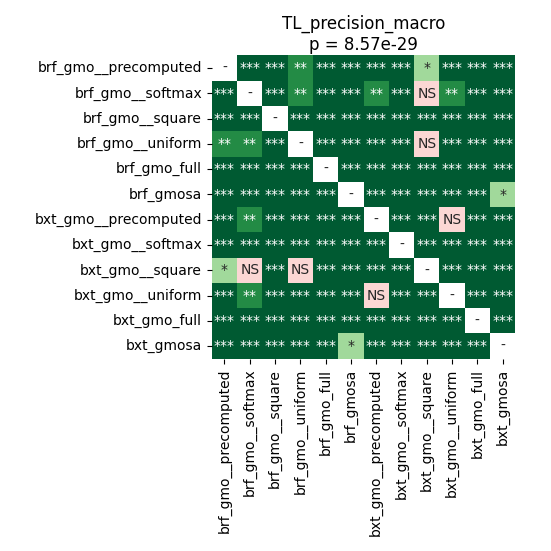 TL_precision_macro
p = 8.57e-29
brf_gmo__precomputed - *** *** ** *** *** *** *** * *** *** ***
brf_gmo__softmax *** - *** ** *** *** ** *** NS ** *** ***
brf_gmo__square *** *** - *** *** *** *** *** *** *** *** ***
brf_gmo__uniform ** ** *** - *** *** *** *** NS *** *** ***
brf_gmo_full *** *** *** *** - *** *** *** *** *** *** ***
brf_gmosa *** *** *** *** *** - *** *** *** *** *** *
bxt_gmo__precomputed *** ** *** *** *** *** - *** *** NS *** ***
bxt_gmo__softmax *** *** *** *** *** *** *** - *** *** *** ***
bxt_gmo__square * NS *** NS *** *** *** *** - *** *** ***
bxt_gmo__uniform *** ** *** *** *** *** NS *** *** - *** ***
bxt_gmo_full *** *** *** *** *** *** *** *** *** *** - ***
bxt_gmosa *** *** *** *** *** * *** *** *** *** *** -
brf_gmo__precomputed
brf_gmo__softmax
brf_gmo__square
brf_gmo__uniform
brf_gmo_full
brf_gmosa
bxt_gmo__precomputed
bxt_gmo__softmax
bxt_gmo__square
bxt_gmo__uniform
bxt_gmo_full
bxt_gmosa